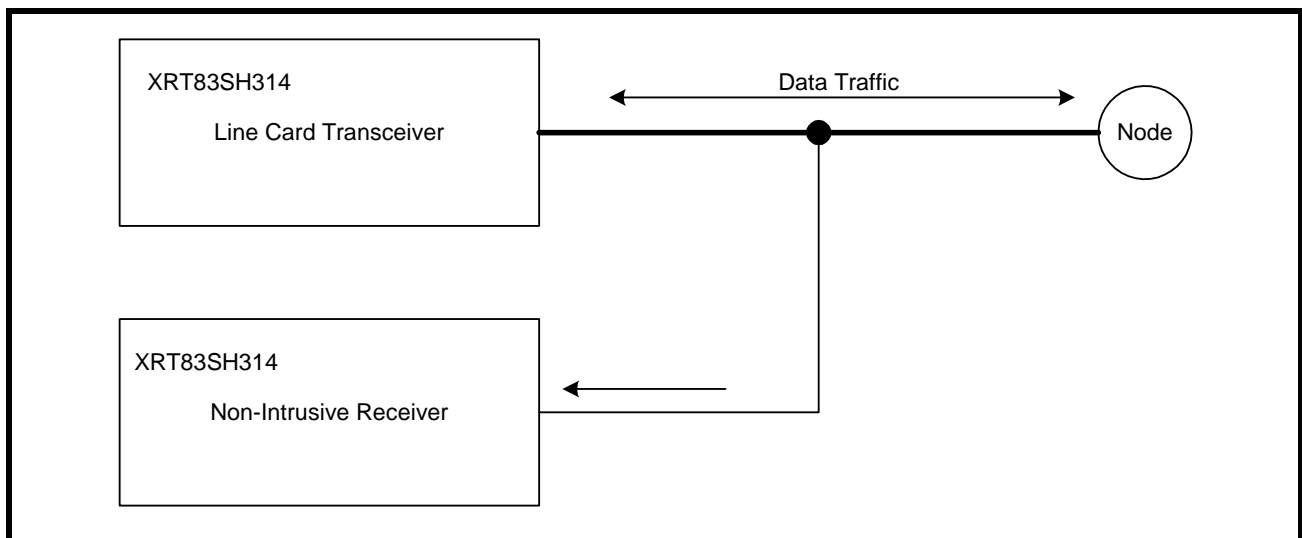 XRT83SH314
Line Card Transceiver
Data Traffic
Node
XRT83SH314
Non-Intrusive Receiver